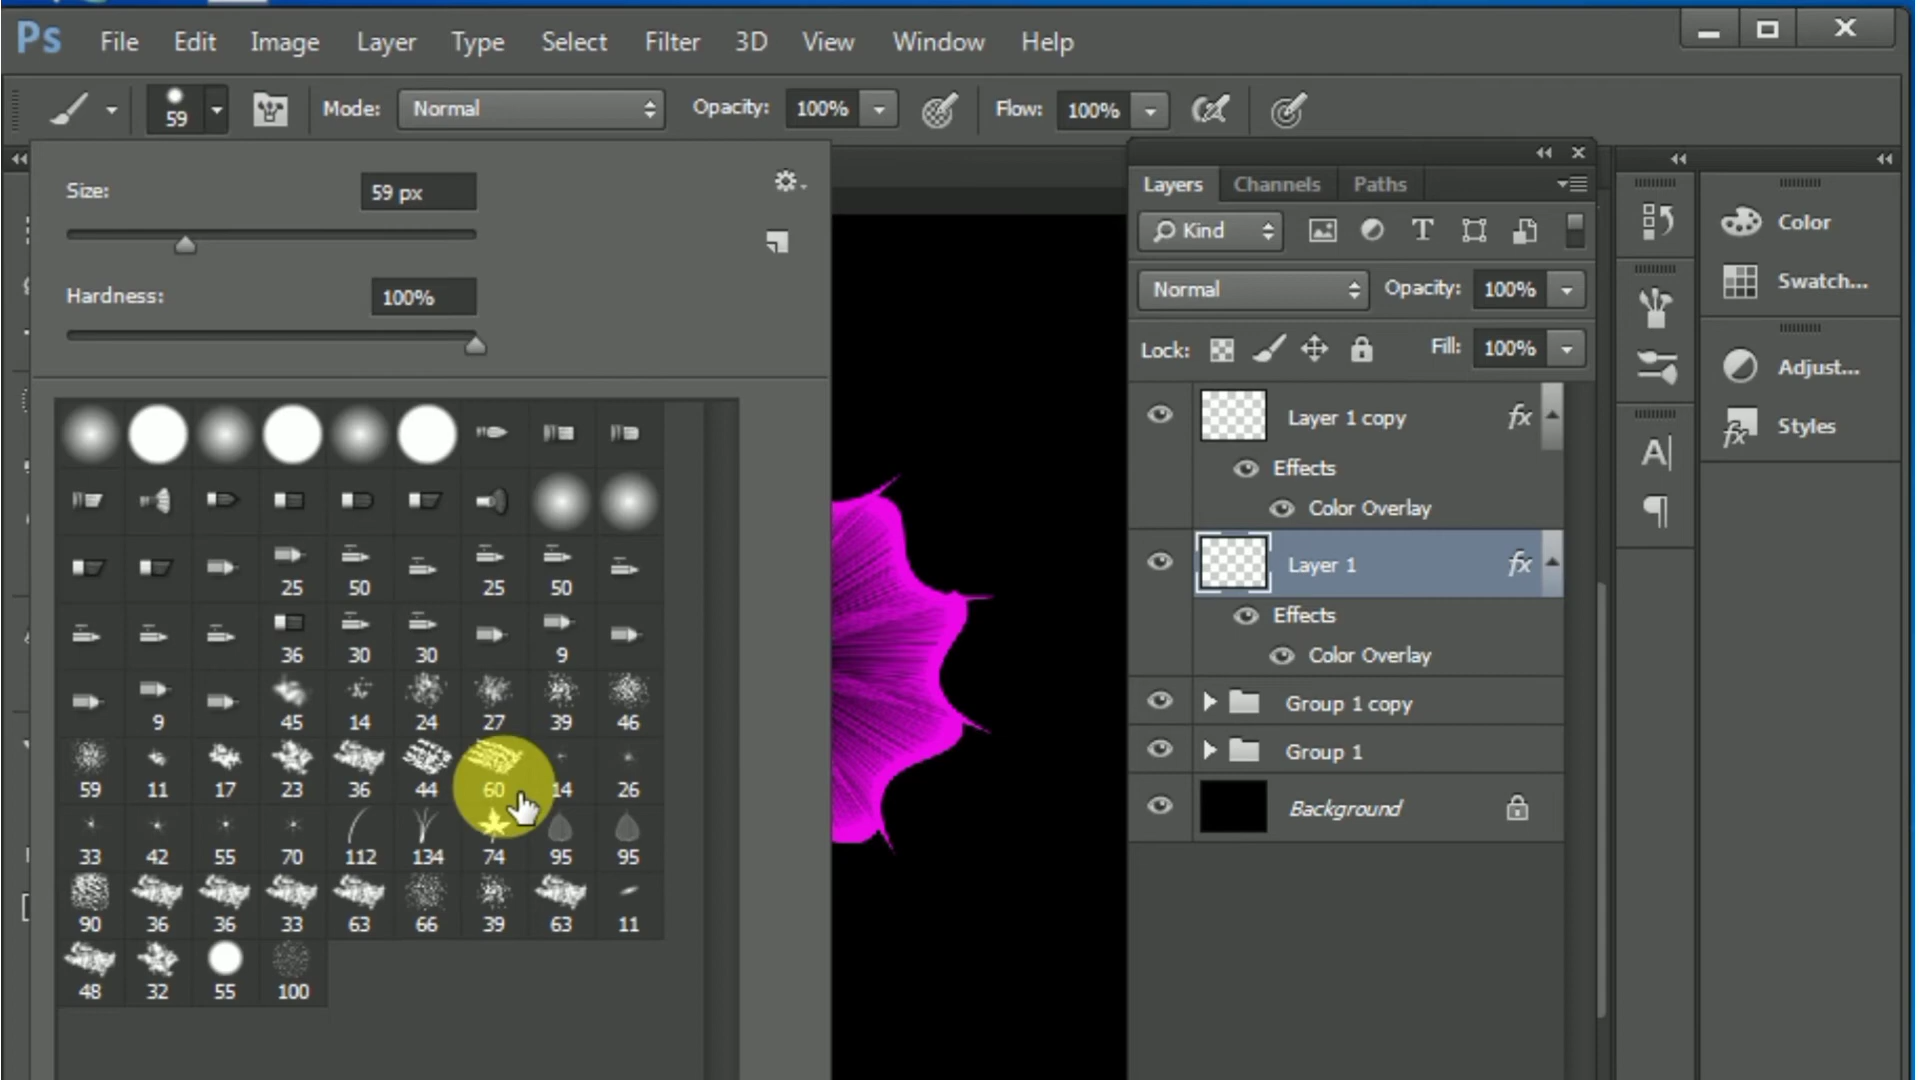 Ps File Edit Image Layer Type Select Filter 3D View Window Help
59 Mode: Normal Opacity: 100% Flow: 100%
Size: 59 px
Hardness: 100%
25 50 25 50
36 30 30 9
9 45 14 24 27 39 46
59 11 17 23 36 44 60 14 26
33 42 55 70 112 134 74 95 95
90 36 36 33 63 66 39 63 11
48 32 55 100
Layers Channels Paths
Kind
Normal Opacity: 100%
Lock: Fill: 100%
Layer 1 copy fx
Effects
Color Overlay
Layer 1 fx
Effects
Color Overlay
Group 1 copy
Group 1
Background
Color
Swatch...
Adjust...
Styles